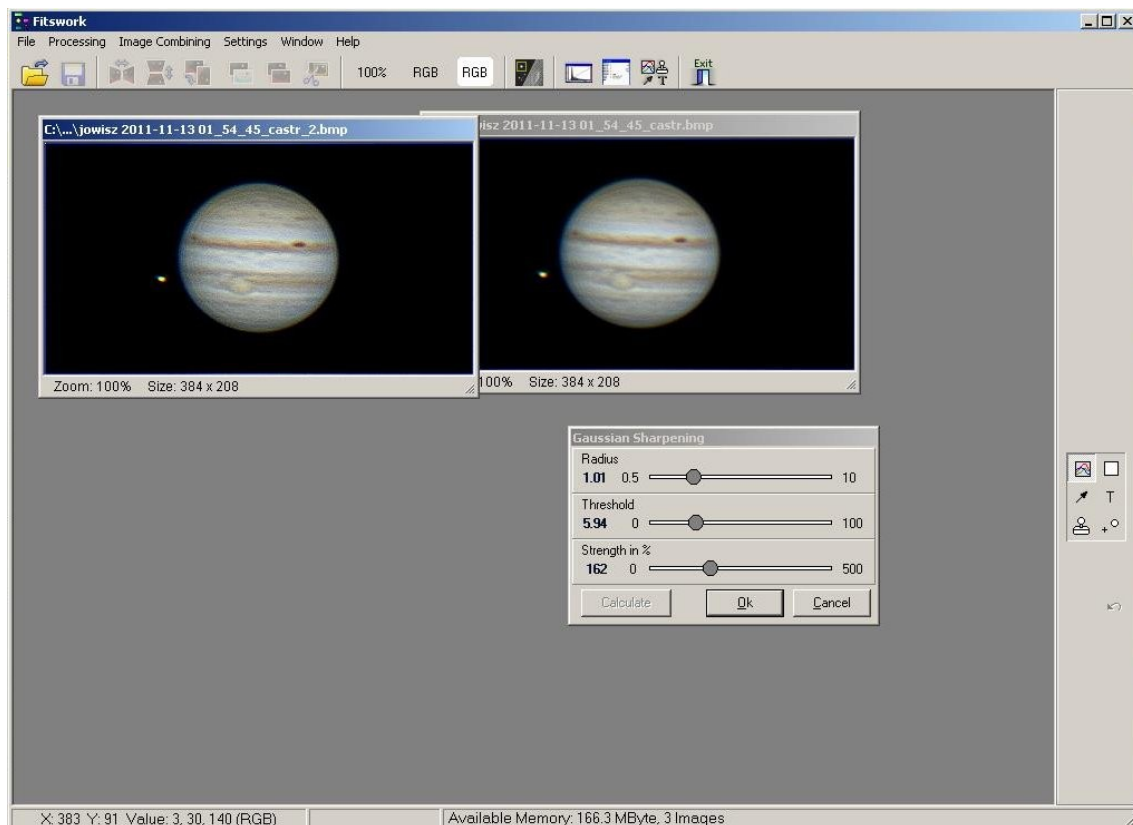 Fitswork
File Processing Image Combining Settings Window Help
100% RGB RGB Exit
T
C:\...\jowisz 2011-11-13 01_54_45_castr_2.bmp
wisz 2011-11-13 01_54_45_castr.bmp
Zoom: 100% Size: 384 x 208
100% Size: 384 x 208
Gaussian Sharpening
Radius
1.01 0.5 10
Threshold
5.94 0 100
Strength in %
162 0 500
Calculate Ok Cancel
T
X: 383 Y: 91 Value: 3, 30, 140 (RGB) Available Memory: 166.3 MByte, 3 Images